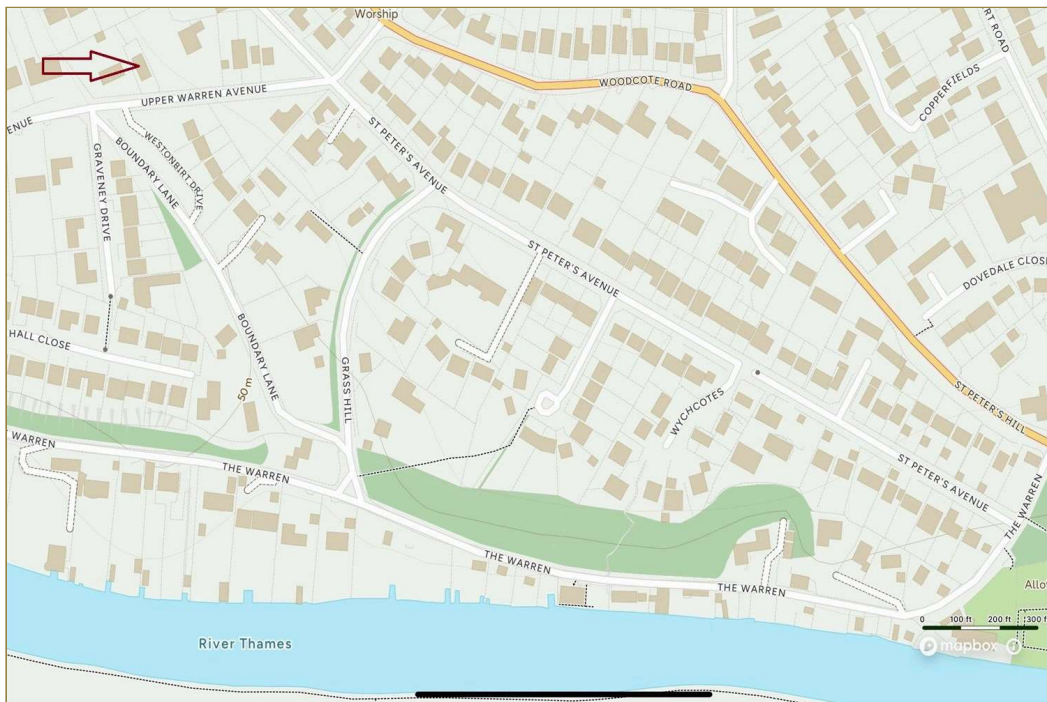 Worship
RT ROAD
WOODCOTE ROAD
COPPERFIELDS
UPPER WARREN AVENUE
ENUE
ST PETER'S AVENUE
WESTONBIRT DRIVE
BOUNDARY LANE
GRAVENEY DRIVE
ST PETER'S AVENUE
DOVEDALE CLOSE
HALL CLOSE
BOUNDARY LANE
50 m
GRASS HILL
WYCHCOTES
ST PETER'S HILL
WARREN
THE WARREN
ST PETER'S AVENUE
THE WARREN
THE WARREN
THE WARREN
Allot
0 100 ft 200 ft 300 ft
River Thames
mapbox
i